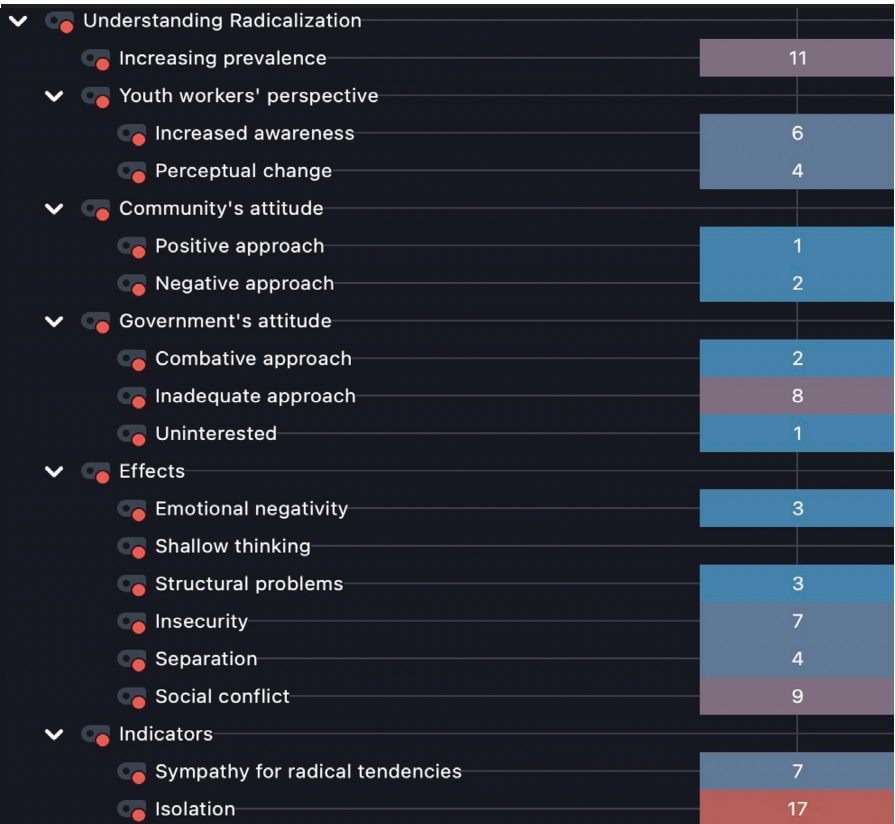 Understanding Radicalization
Increasing prevalence 11
Youth workers' perspective
Increased awareness 6
Perceptual change 4
Community's attitude
Positive approach 1
Negative approach 2
Government's attitude
Combative approach 2
Inadequate approach 8
Uninterested 1
Effects
Emotional negativity 3
Shallow thinking
Structural problems 3
Insecurity 7
Separation 4
Social conflict 9
Indicators
Sympathy for radical tendencies 7
Isolation 17